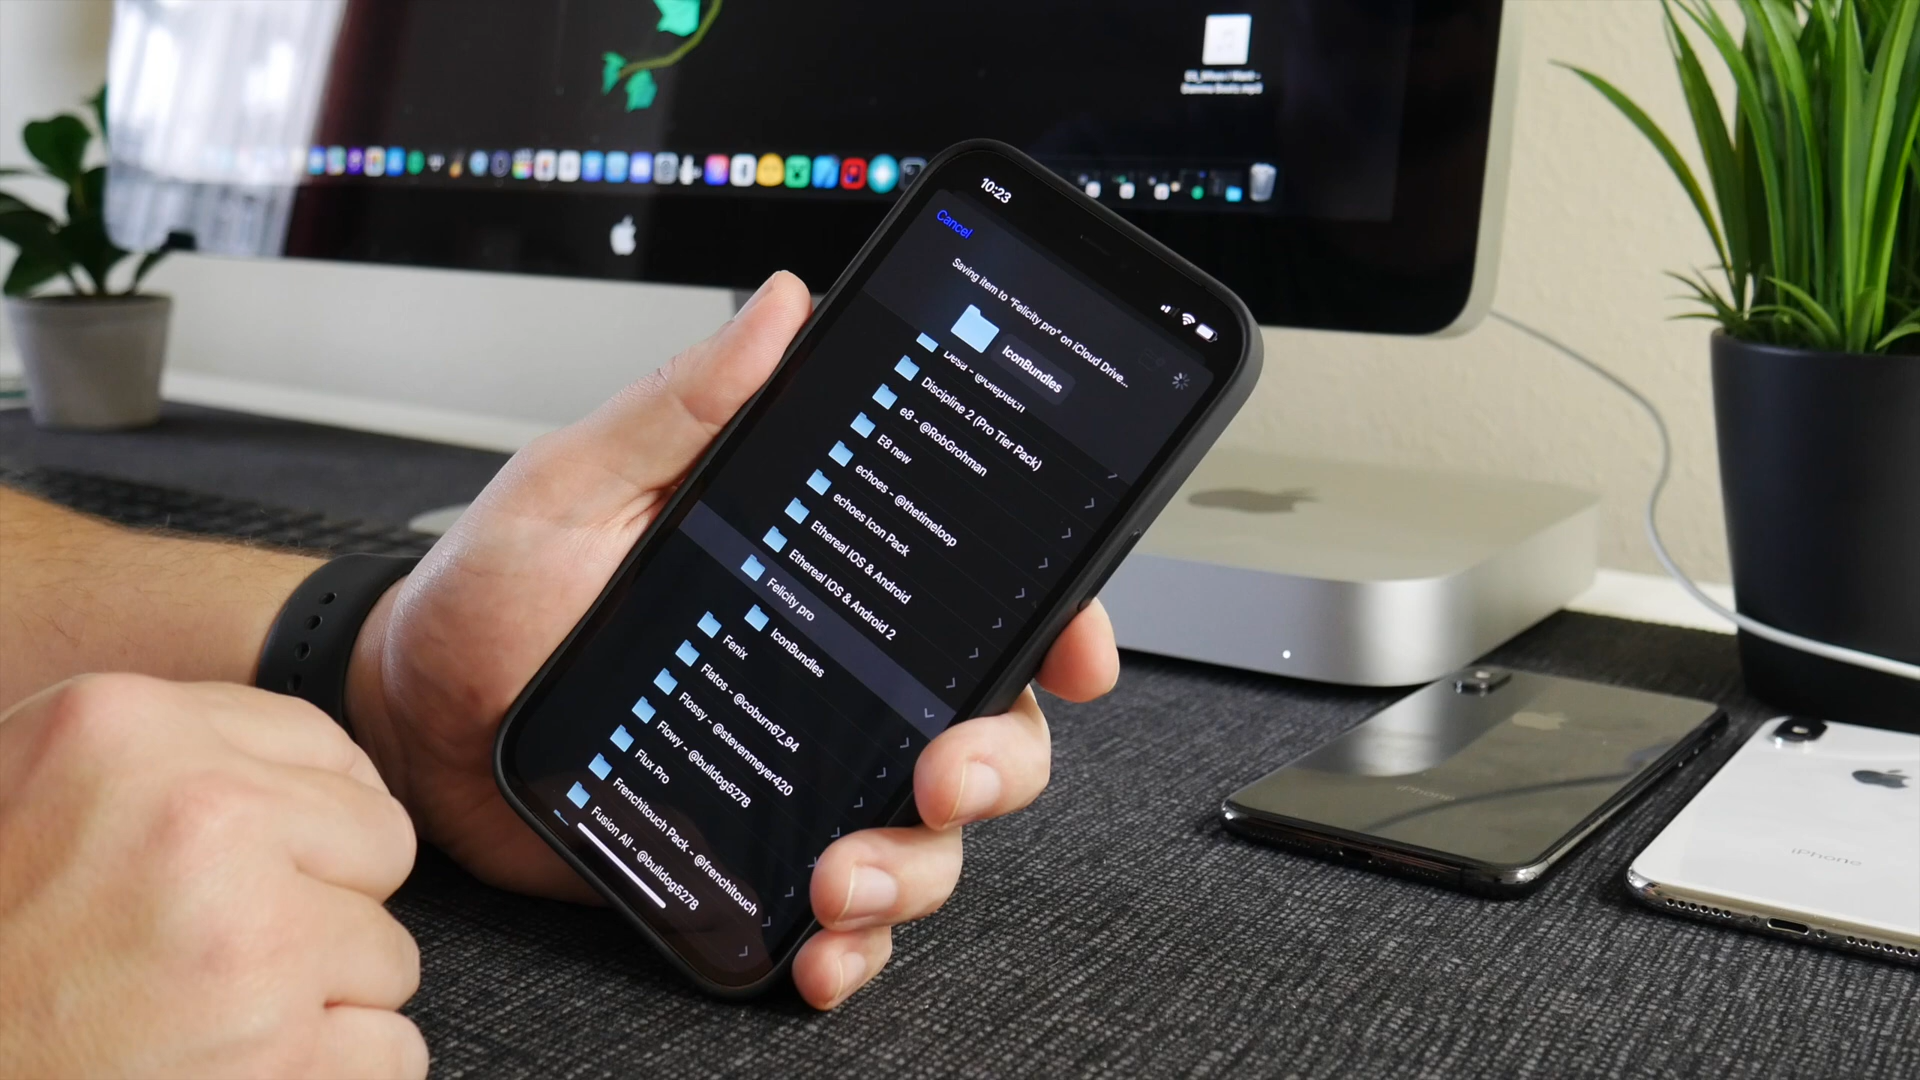 10:23
Cancel
Saving item to "Felicity pro" on iCloud Drive...
IconBundles
Discipline 2 (Pro Tier Pack)
e8 - @RobGrohman
E8 new
echoes - @thetimeloop
echoes Icon Pack
Ethereal IOS & Android
Ethereal IOS & Android 2
Felicity pro
IconBundles
Fenix
Flatos - @coburn67_94
Flossy - @stevenmeyer420
Flowy - @bulldog5278
Flux Pro
Frenchitouch Pack - @frenchitouch
Fusion All - @bulldog5278
iPhone
iPhone